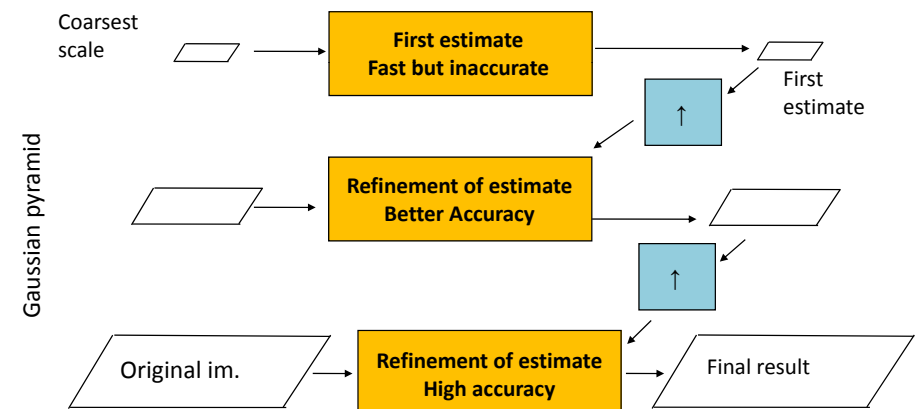 Coarsest
scale
First estimate
Fast but inaccurate
First
estimate
↑
Gaussian pyramid
Refinement of estimate
Better Accuracy
↑
Original im.
Refinement of estimate
High accuracy
Final result